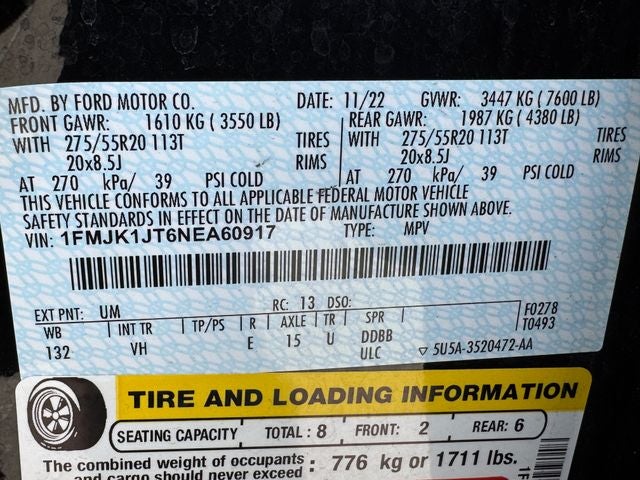 MFD. BY FORD MOTOR CO. DATE: 11/22 GVWR: 3447 KG ( 7600 LB)
FRONT GAWR: 1610 KG ( 3550 LB) REAR GAWR: 1987 KG ( 4380 LB)
WITH 275/55R20 113T TIRES WITH 275/55R20 113T TIRES
20x8.5J RIMS 20x8.5J RIMS
AT 270 kPa/ 39 PSI COLD AT 270 kPa/ 39 PSI COLD
THIS VEHICLE CONFORMS TO ALL APPLICABLE FEDERAL MOTOR VEHICLE
SAFETY STANDARDS IN EFFECT ON THE DATE OF MANUFACTURE SHOWN ABOVE.
VIN: 1FMJK1JT6NEA60917 TYPE: MPV
EXT PNT: UM RC: 13 DSO: F0278
WB INT TR TP/PS R AXLE TR SPR T0493
132 VH E 15 U DDBB
ULC ▽ 5U5A-3520472-AA
TIRE AND LOADING INFORMATION
SEATING CAPACITY TOTAL: 8 FRONT: 2 REAR: 6
The combined weight of occupants : 776 kg or 1711 lbs.
and cargo should never exceed
1F